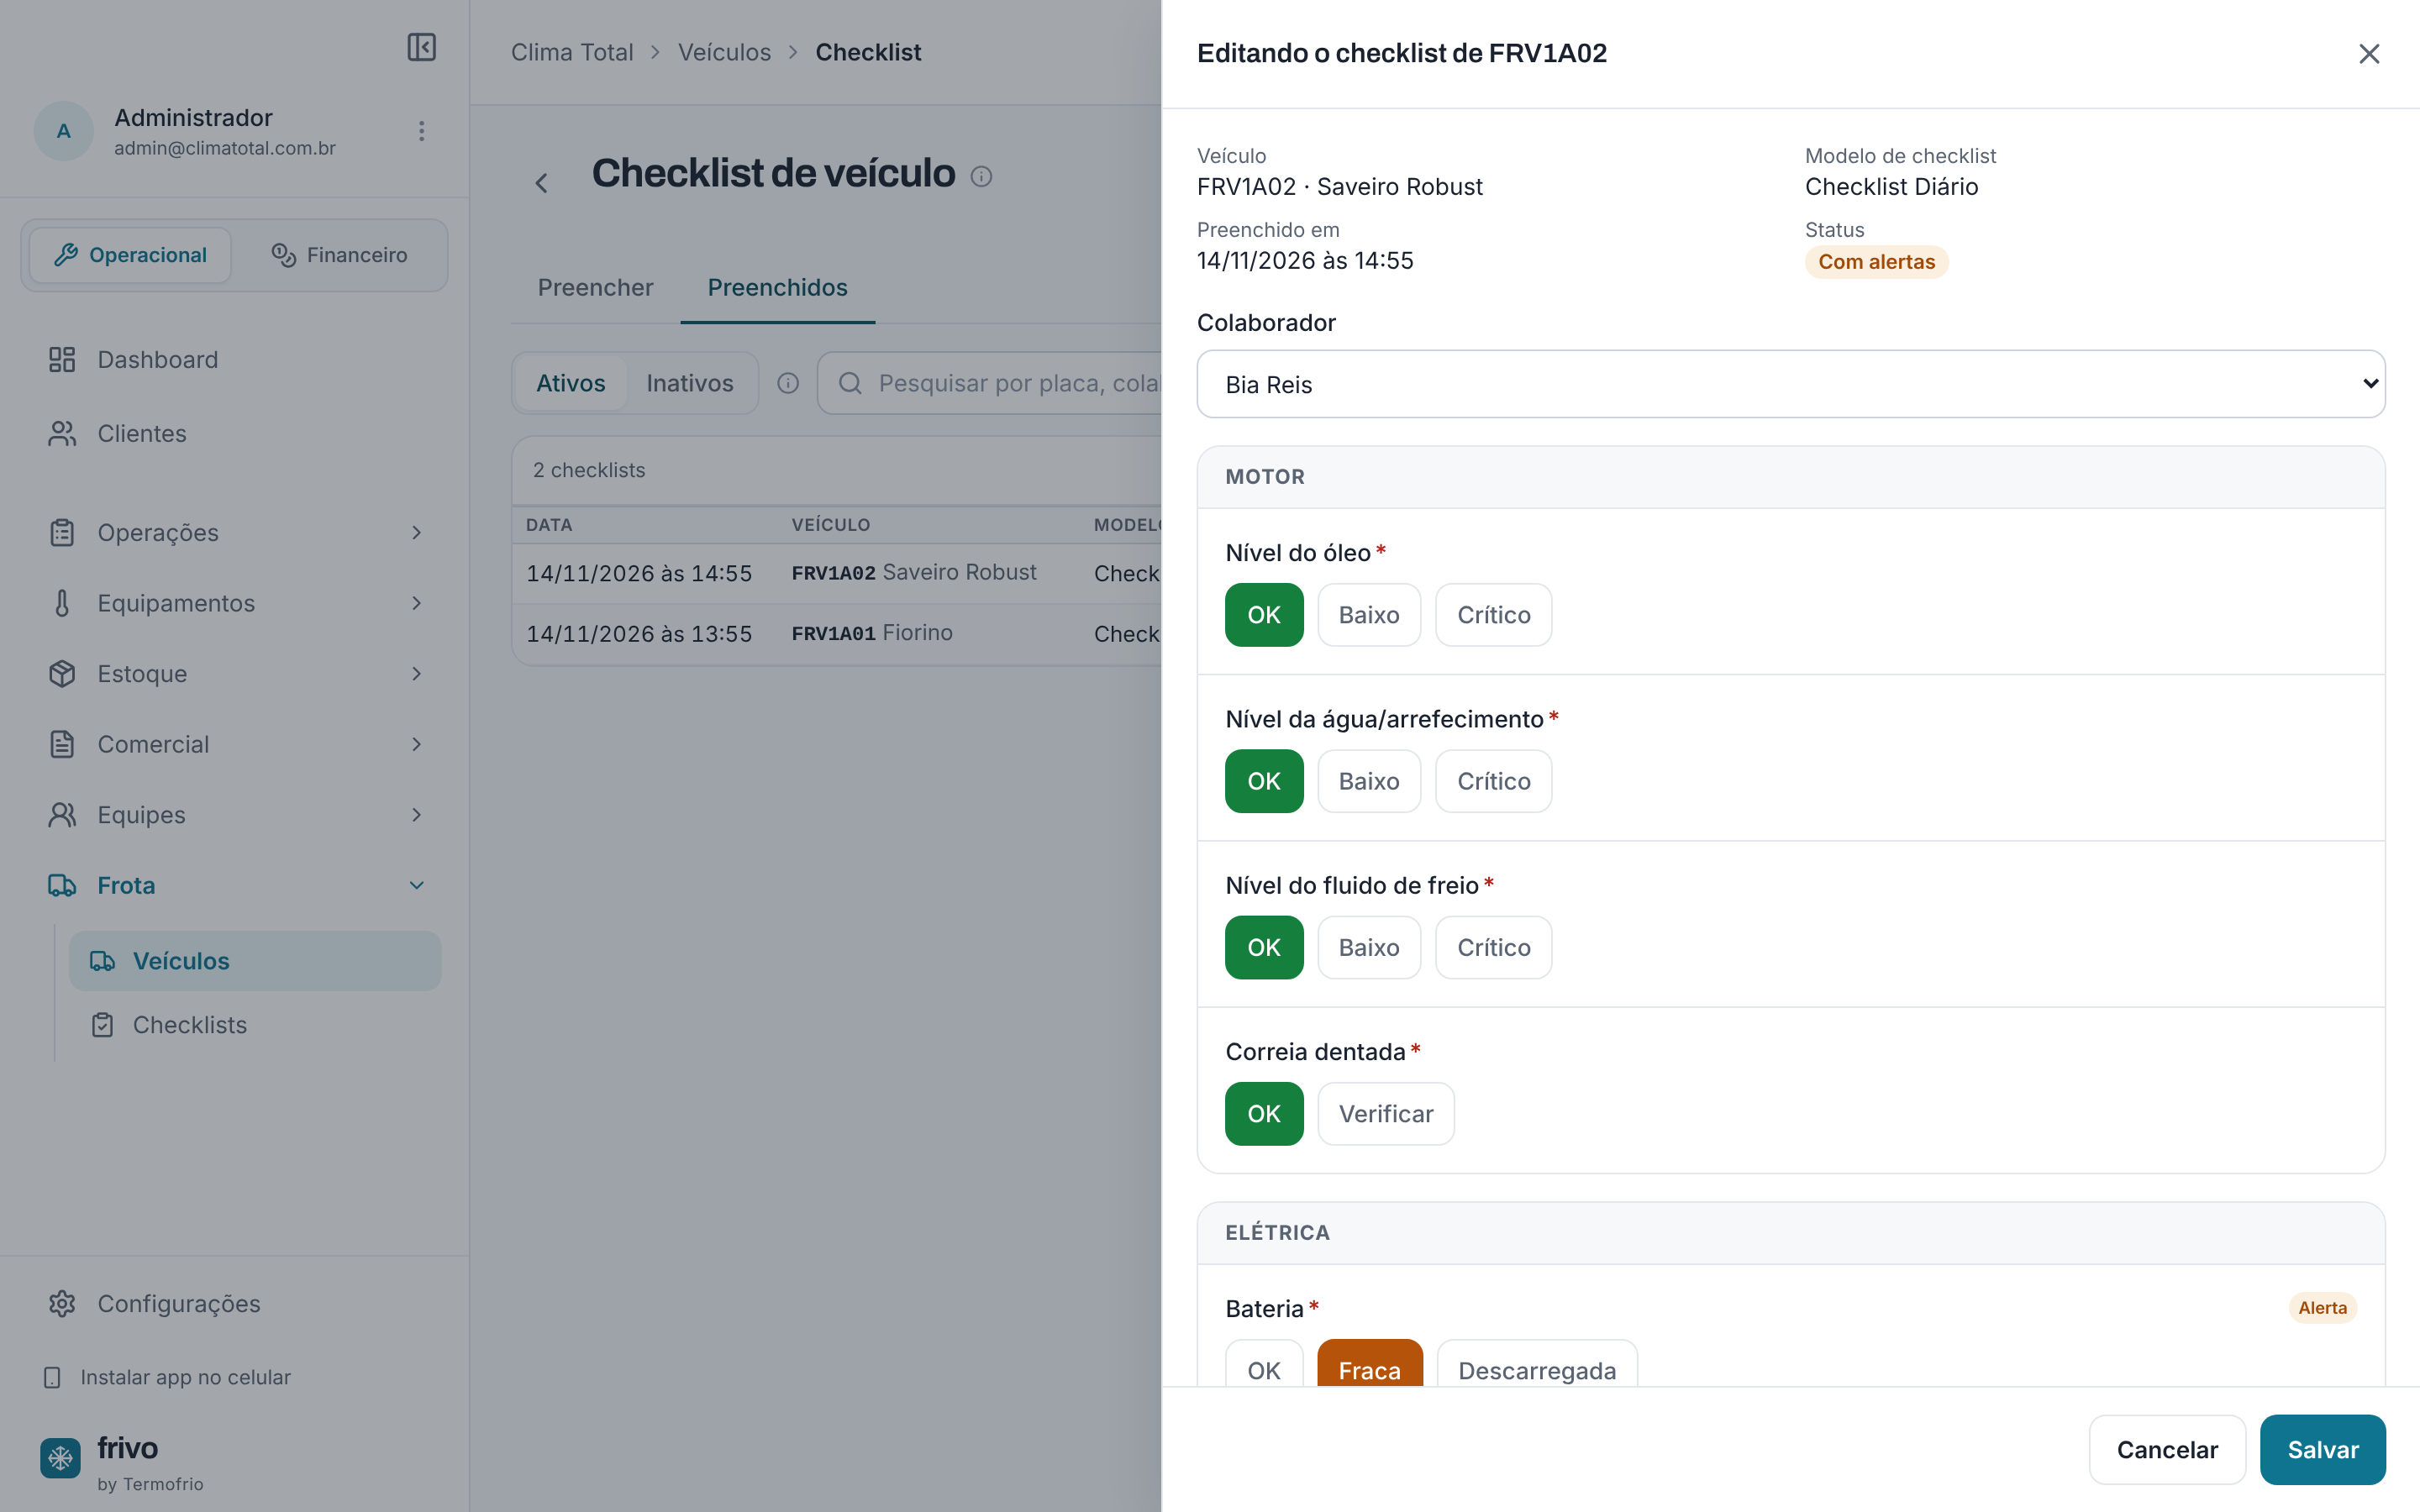 A
Administrador
admin@climatotal.com.br
Operacional
Financeiro
Dashboard
Clientes
Operações
Equipamentos
Estoque
Comercial
Equipes
Frota
Veículos
Checklists
Configurações
Instalar app no celular
frivo
by Termofrio
Clima Total > Veículos > Checklist
Checklist de veículo
Preencher
Preenchidos
Ativos
Inativos
Pesquisar por placa, cola
2 checklists
DATA VEÍCULO MODELO
14/11/2026 às 14:55 FRV1A02 Saveiro Robust Check
14/11/2026 às 13:55 FRV1A01 Fiorino Check
Editando o checklist de FRV1A02
Veículo
FRV1A02 · Saveiro Robust
Modelo de checklist
Checklist Diário
Preenchido em
14/11/2026 às 14:55
Status
Com alertas
Colaborador
Bia Reis
MOTOR
Nível do óleo *
OK Baixo Crítico
Nível da água/arrefecimento *
OK Baixo Crítico
Nível do fluido de freio *
OK Baixo Crítico
Correia dentada *
OK Verificar
ELÉTRICA
Bateria * Alerta
OK Fraca Descarregada
Cancelar Salvar